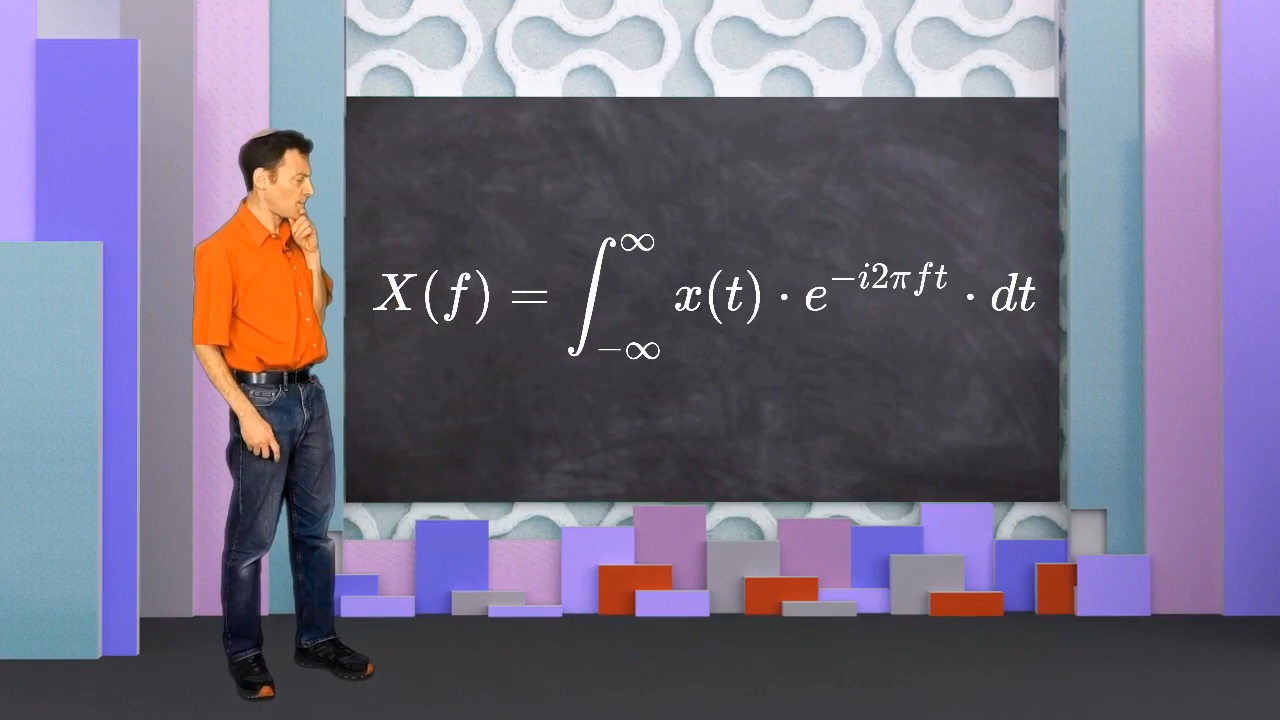 X(f) = ∫_{-∞}^{∞} x(t) · e^{-i2πft} · dt